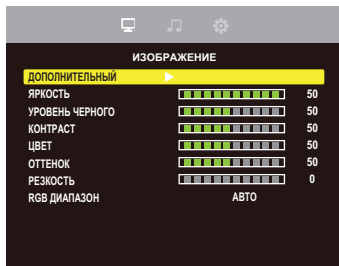 ИЗОБРАЖЕНИЕ
ДОПОЛНИТЕЛЬНЫЙ
ЯРКОСТЬ 50
УРОВЕНЬ ЧЕРНОГО 50
КОНТРАСТ 50
ЦВЕТ 50
ОТТЕНОК 50
РЕЗКОСТЬ 0
RGB ДИАПАЗОН АВТО